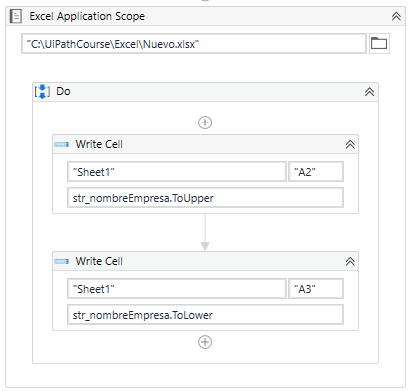 Excel Application Scope
"C:\UiPathCourse\Excel\Nuevo.xlsx"
Do
Write Cell
"Sheet1" "A2"
str_nombreEmpresa.ToUpper
Write Cell
"Sheet1" "A3"
str_nombreEmpresa.ToLower